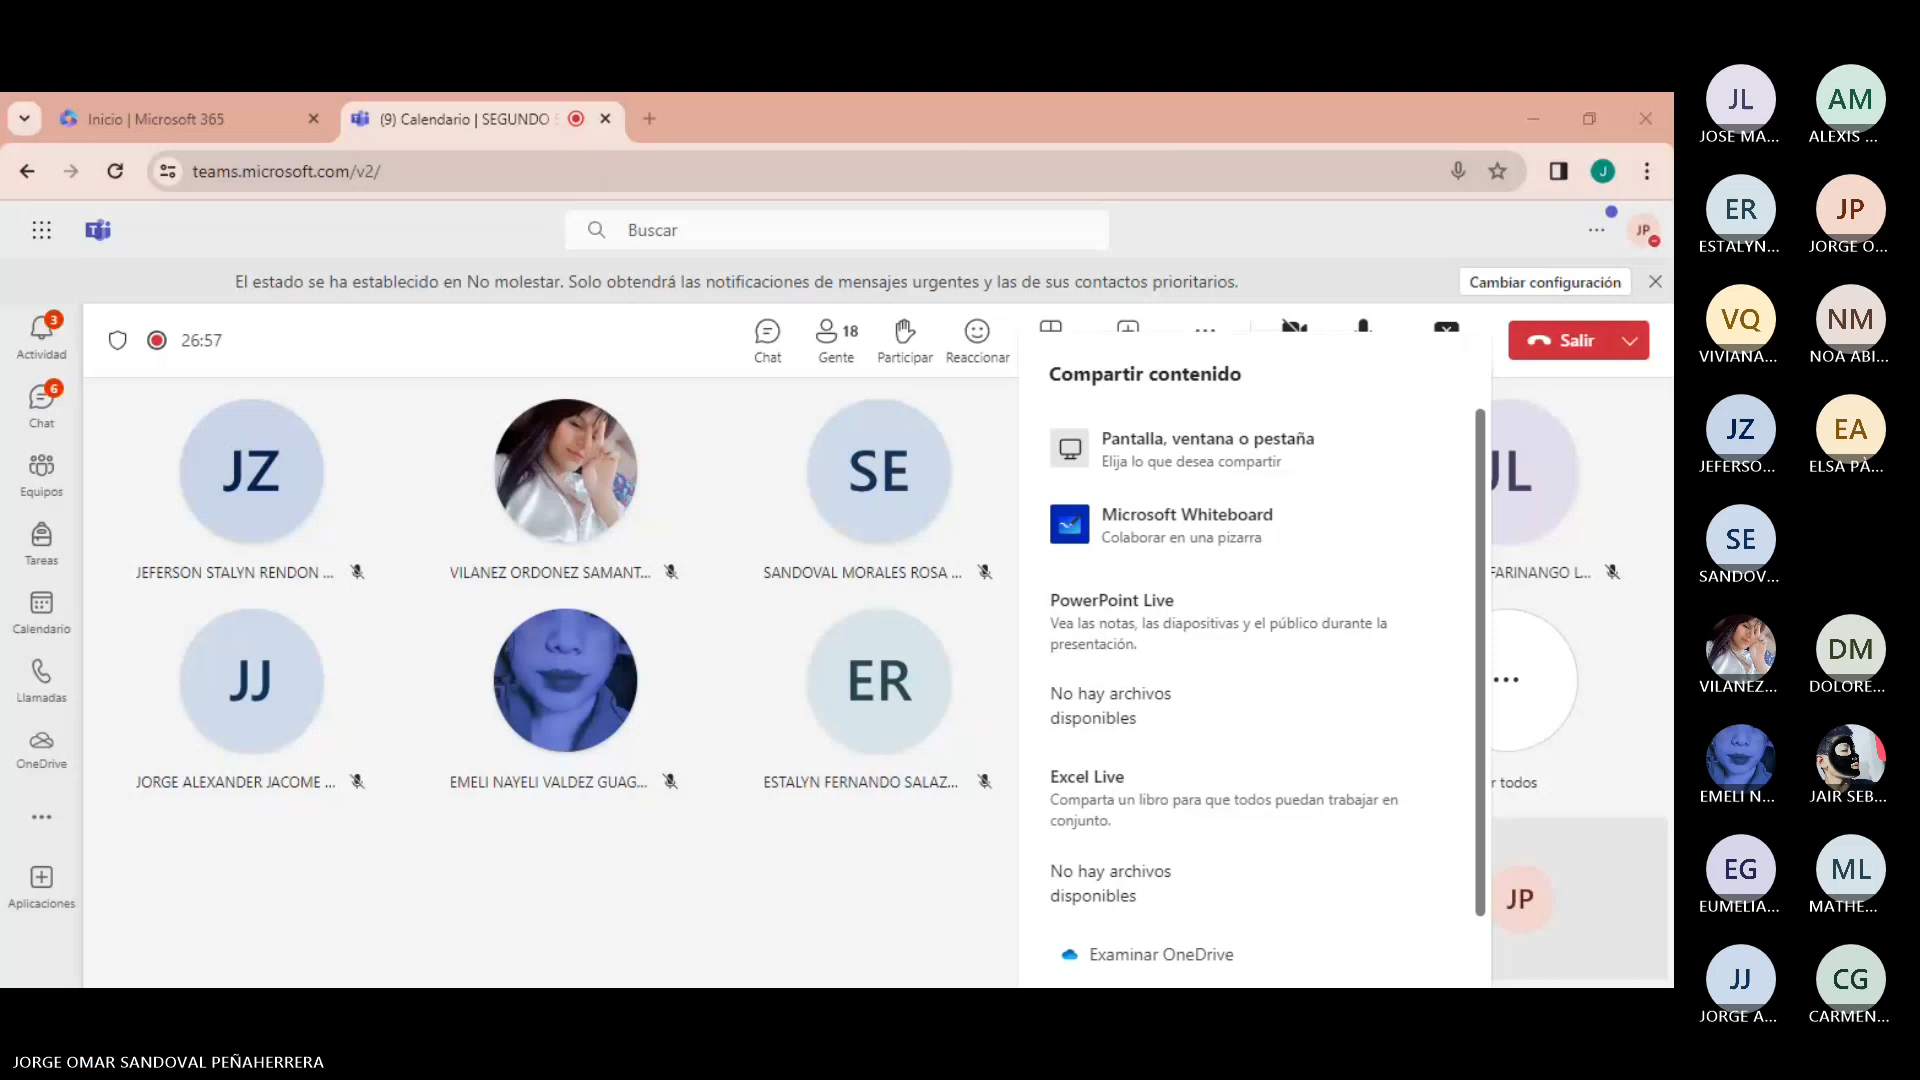 Inicio | Microsoft 365
(9) Calendario | SEGUNDO
teams.microsoft.com/v2/
J
Buscar
JP
El estado se ha establecido en No molestar. Solo obtendrá las notificaciones de mensajes urgentes y las de sus contactos prioritarios.
Cambiar configuración
3
Actividad
6
Chat
Equipos
Tareas
Calendario
Llamadas
OneDrive
Aplicaciones
26:57
Chat
18
Gente
Participar
Reaccionar
Salir
JZ
JEFERSON STALYN RENDON ...
VILANEZ ORDONEZ SAMANT...
SE
SANDOVAL MORALES ROSA ...
JL
FARINANGO L...
JJ
JORGE ALEXANDER JACOME ...
EMELI NAYELI VALDEZ GUAG...
ER
ESTALYN FERNANDO SALAZ...
...
r todos
JP
Compartir contenido
Pantalla, ventana o pestaña
Elija lo que desea compartir
Microsoft Whiteboard
Colaborar en una pizarra
PowerPoint Live
Vea las notas, las diapositivas y el público durante la
presentación.
No hay archivos
disponibles
Excel Live
Comparta un libro para que todos puedan trabajar en
conjunto.
No hay archivos
disponibles
Examinar OneDrive
JL
JOSE MA...
AM
ALEXIS ...
ER
ESTALYN...
JP
JORGE O...
VQ
VIVIANA...
NM
NOA ABI...
JZ
JEFERSO...
EA
ELSA PÀ...
SE
SANDOV...
VILANEZ...
DM
DOLORE...
EMELI N...
JAIR SEB...
EG
EUMELIA...
ML
MATHE...
JJ
JORGE A...
CG
CARMEN...
JORGE OMAR SANDOVAL PEÑAHERRERA